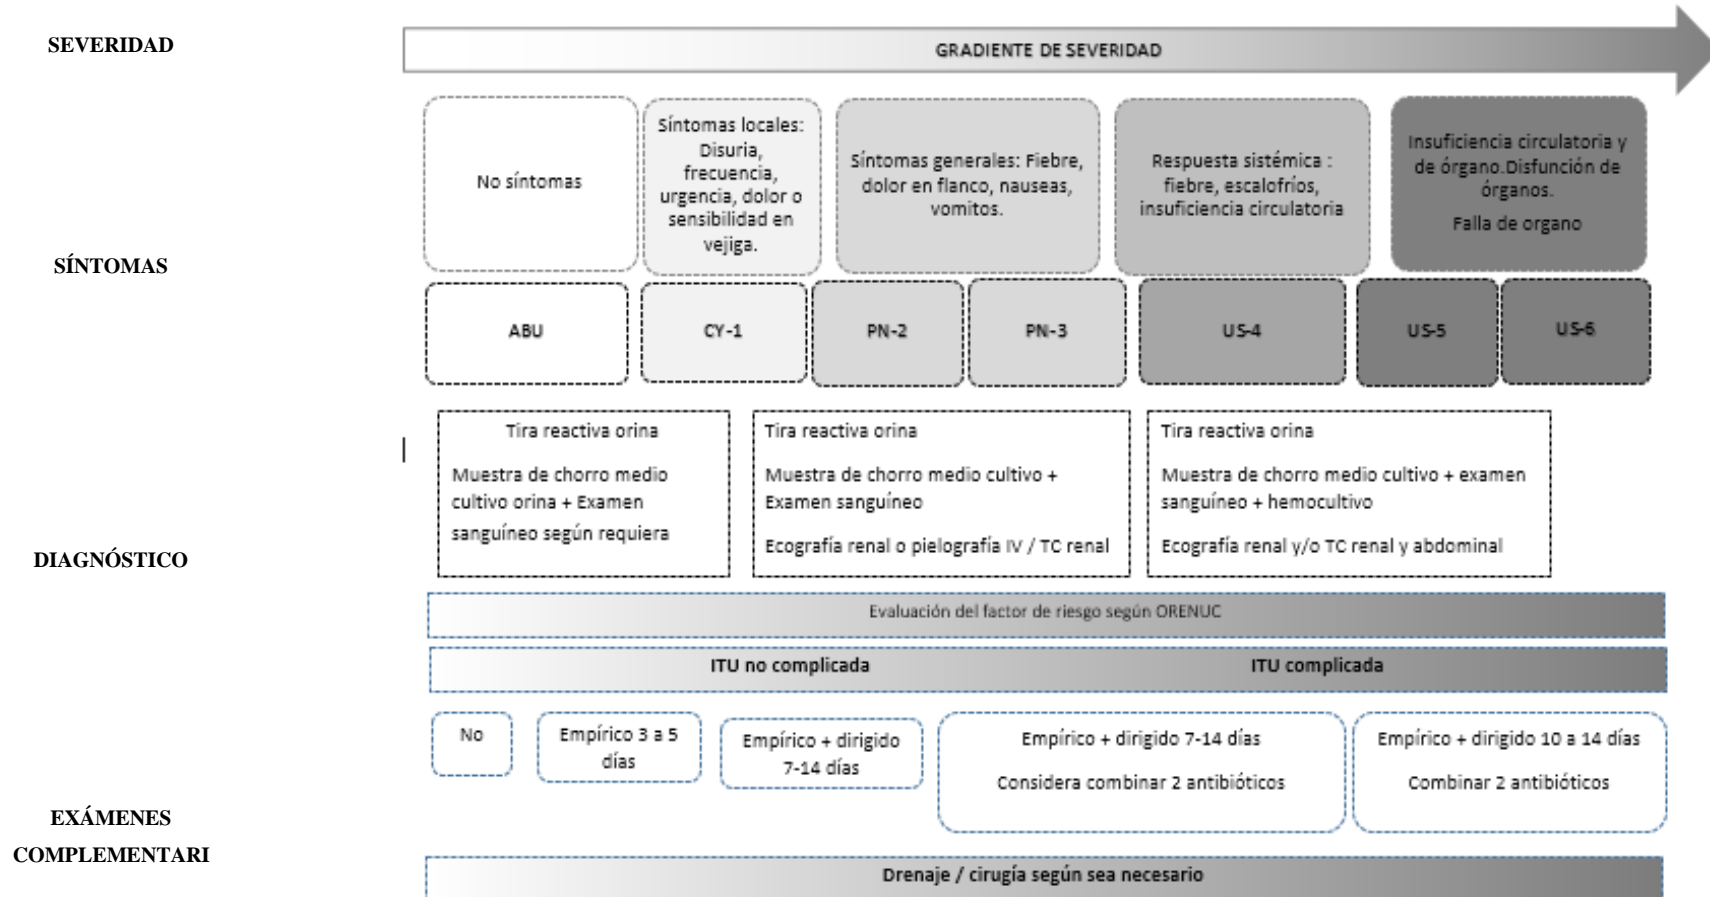 SEVERIDAD
GRADIENTE DE SEVERIDAD
SÍNTOMAS
No síntomas
Síntomas locales:
Disuria,
frecuencia,
urgencia, dolor o
sensibilidad en
vejiga.
Síntomas generales: Fiebre,
dolor en flanco, nauseas,
vomitos.
Respuesta sistémica :
fiebre, escalofríos,
insuficiencia circulatoria
Insuficiencia circulatoria y
de órgano.Disfunción de
órganos.
Falla de organo
ABU
CY-1
PN-2
PN-3
US-4
US-5
US-6
DIAGNÓSTICO
Tira reactiva orina
Muestra de chorro medio
cultivo orina + Examen
sanguíneo según requiera
Tira reactiva orina
Muestra de chorro medio cultivo +
Examen sanguíneo
Ecografía renal o pielografía IV / TC renal
Tira reactiva orina
Muestra de chorro medio cultivo + examen
sanguíneo + hemocultivo
Ecografía renal y/o TC renal y abdominal
Evaluación del factor de riesgo según ORENUC
ITU no complicada
ITU complicada
EXÁMENES
COMPLEMENTARI
No
Empírico 3 a 5
días
Empírico + dirigido
7-14 días
Empírico + dirigido 7-14 días
Considera combinar 2 antibióticos
Empírico + dirigido 10 a 14 días
Combinar 2 antibióticos
Drenaje / cirugía según sea necesario